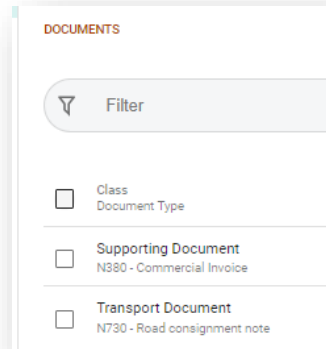 DOCUMENTS
Filter
Class
Document Type
Supporting Document
N380 - Commercial Invoice
Transport Document
N730 - Road consignment note